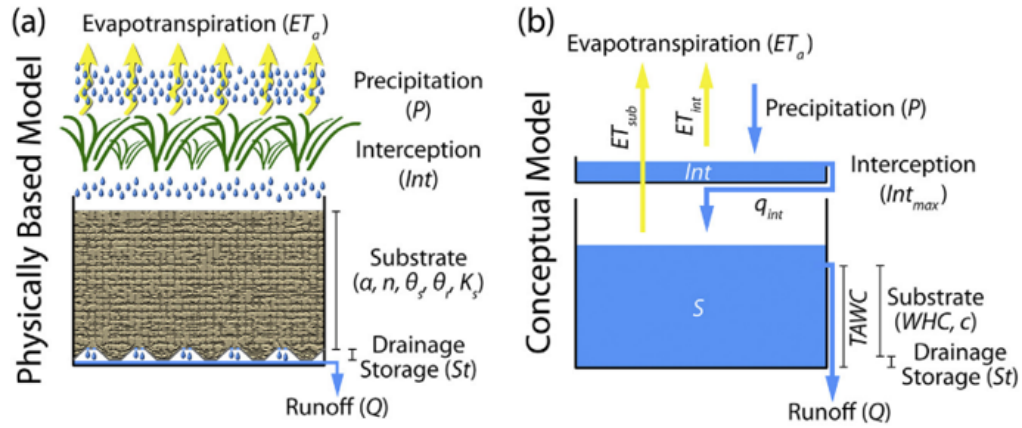 (a)
Physically Based Model
Evapotranspiration (ETa)
Precipitation
(P)
Interception
(Int)
Substrate
(α, n, θs, θr, Ks)
Drainage
Storage (St)
Runoff (Q)
(b)
Conceptual Model
Evapotranspiration (ETa)
ETsub
ETint
Precipitation (P)
Int
Interception
(Intmax)
qint
S
TAWC
Substrate
(WHC, c)
Drainage
Storage (St)
Runoff (Q)